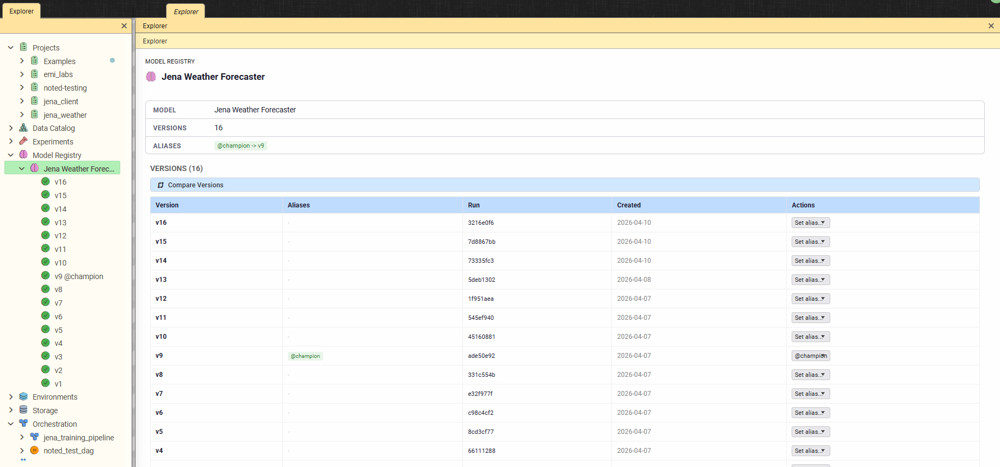 Explorer
Explorer
Explorer
Explorer
Projects
Examples
emi_labs
noted-testing
jena_client
jena_weather
Data Catalog
Experiments
Model Registry
Jena Weather Forec...
v16
v15
v14
v13
v12
v11
v10
v9 @champion
v8
v7
v6
v5
v4
v3
v2
v1
Environments
Storage
Orchestration
jena_training_pipeline
noted_test_dag
MODEL REGISTRY
Jena Weather Forecaster
MODEL Jena Weather Forecaster
VERSIONS 16
ALIASES @champion -> v9
VERSIONS (16)
Compare Versions
Version Aliases Run Created Actions
v16 - 3216e0f6 2026-04-10 Set alias...
v15 - 7d8867bb 2026-04-10 Set alias...
v14 - 73335fc3 2026-04-10 Set alias...
v13 - 5deb1302 2026-04-08 Set alias...
v12 - 1f951aea 2026-04-07 Set alias...
v11 - 545ef940 2026-04-07 Set alias...
v10 - 45160881 2026-04-07 Set alias...
v9 @champion ade50e92 2026-04-07 @champion
v8 - 331c554b 2026-04-07 Set alias...
v7 - e32f977f 2026-04-07 Set alias...
v6 - c98c4cf2 2026-04-07 Set alias...
v5 - 8cd3cf77 2026-04-07 Set alias...
v4 - 66111288 2026-04-07 Set alias...